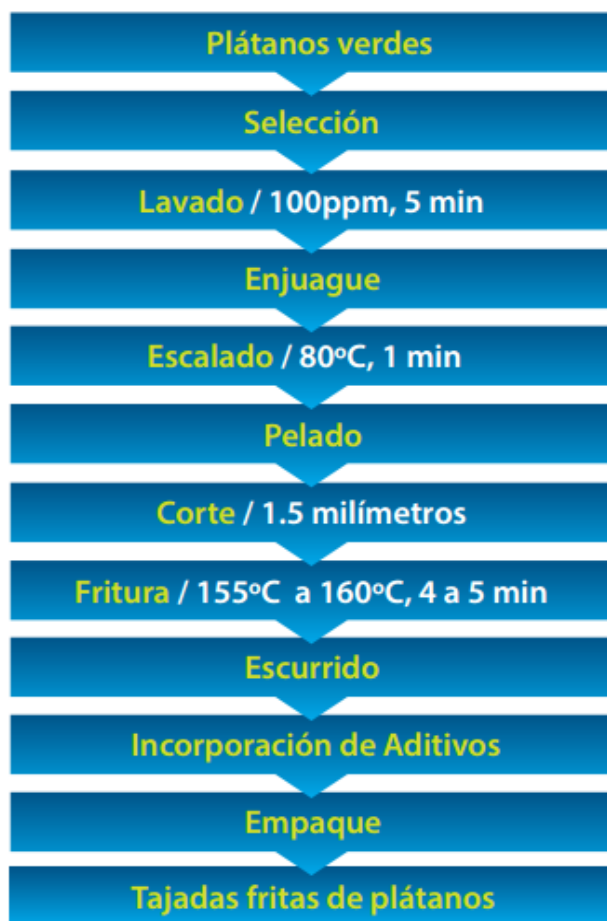 Plátanos verdes
Selección
Lavado / 100ppm, 5 min
Enjuague
Escalado / 80ºC, 1 min
Pelado
Corte / 1.5 milímetros
Fritura / 155ºC a 160ºC, 4 a 5 min
Escurrido
Incorporación de Aditivos
Empaque
Tajadas fritas de plátanos